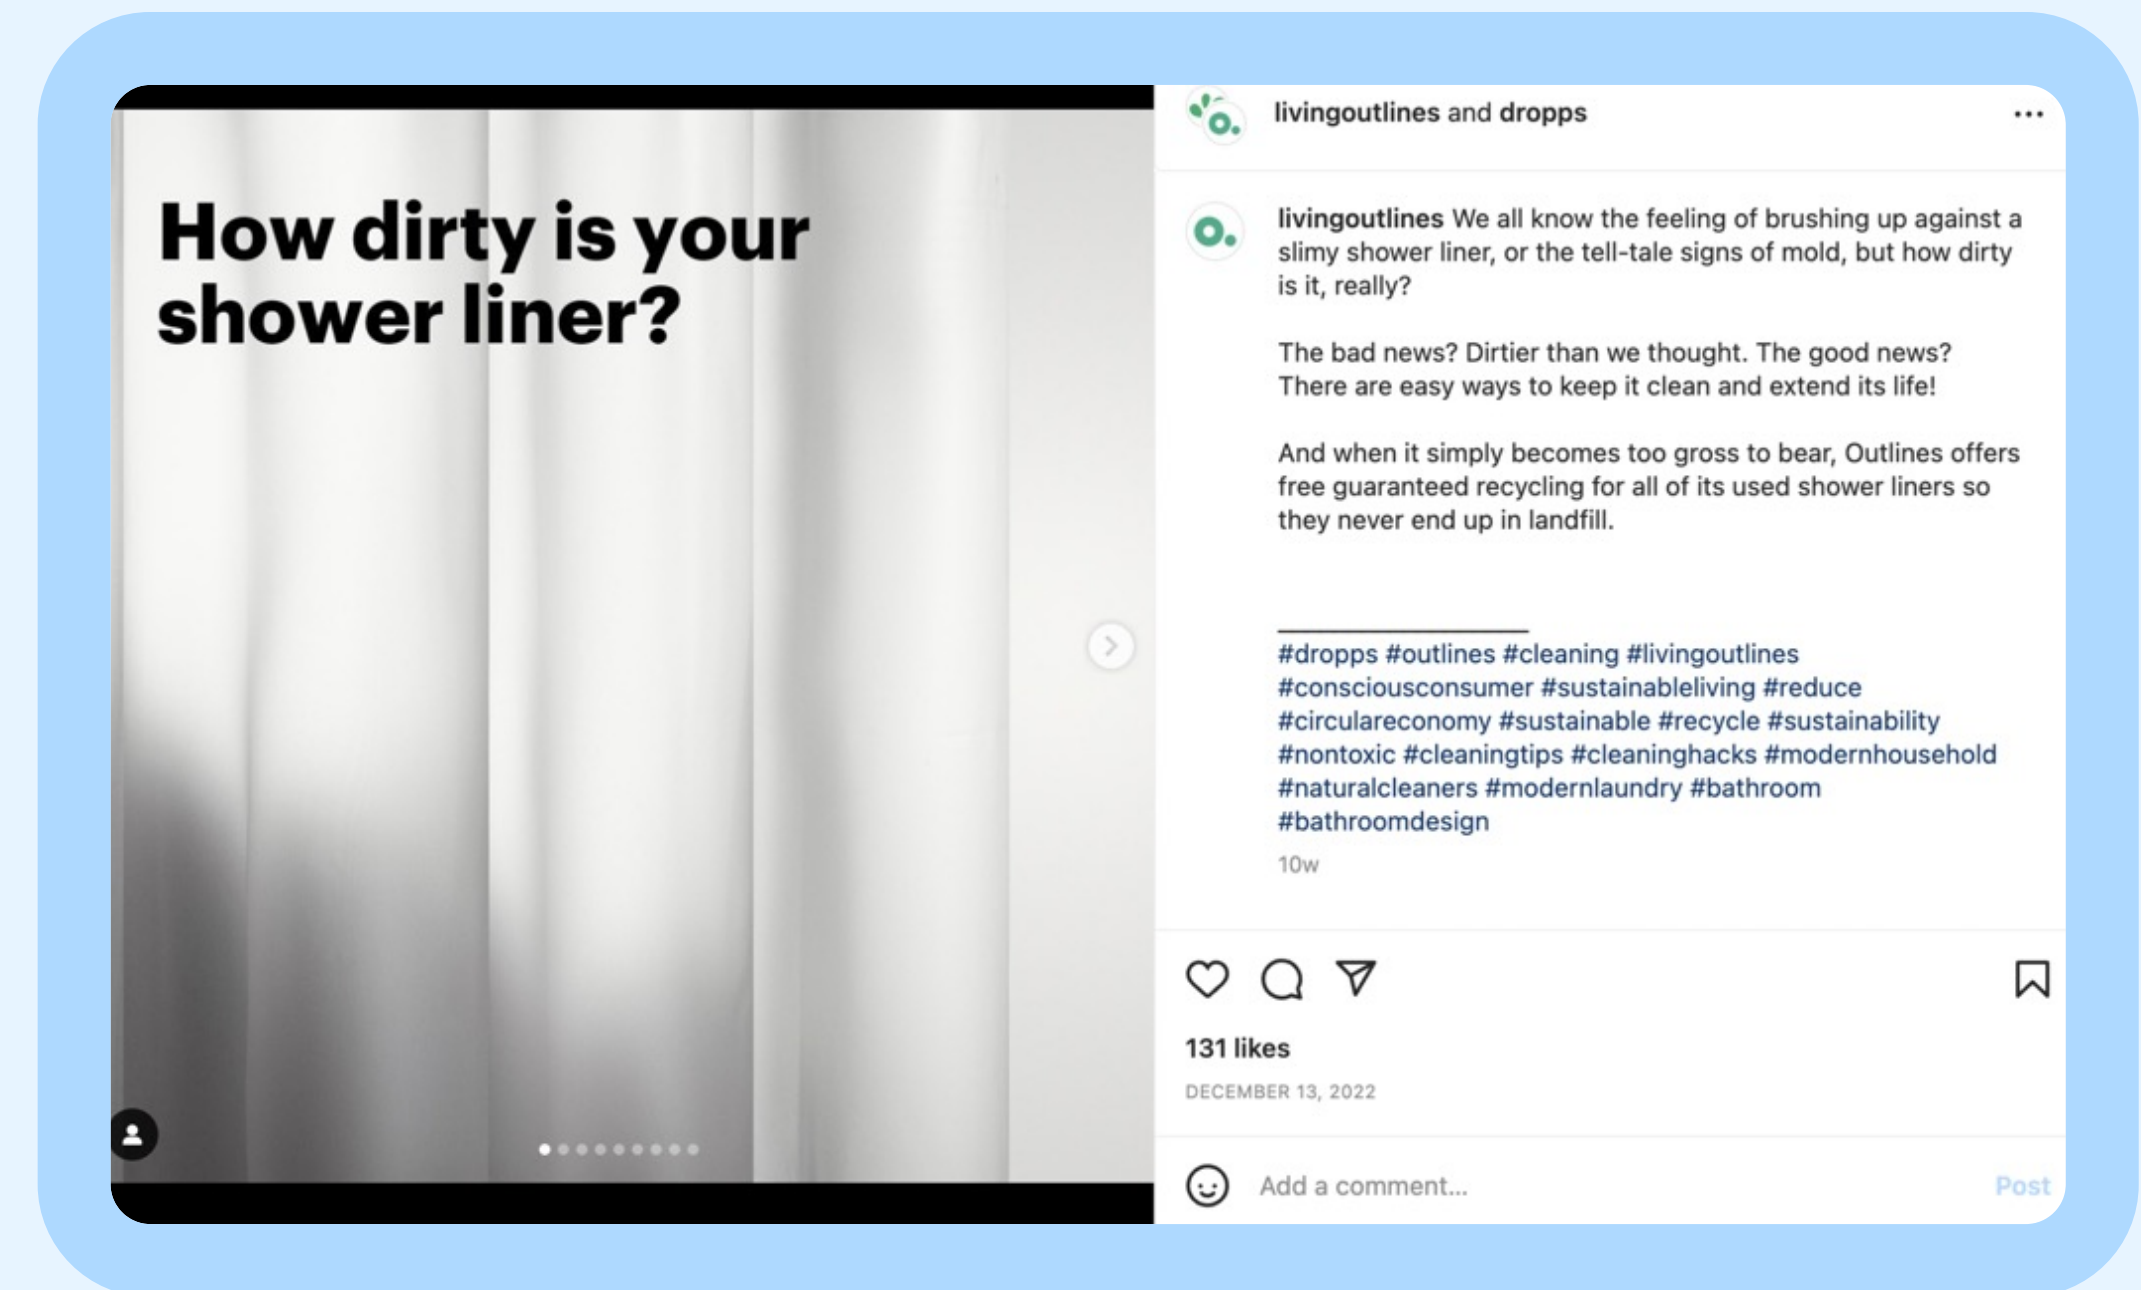 How dirty is your
shower liner?
livingoutlines and dropps
livingoutlines We all know the feeling of brushing up against a
slimy shower liner, or the tell-tale signs of mold, but how dirty
is it, really?
The bad news? Dirtier than we thought. The good news?
There are easy ways to keep it clean and extend its life!
And when it simply becomes too gross to bear, Outlines offers
free guaranteed recycling for all of its used shower liners so
they never end up in landfill.
#dropps #outlines #cleaning #livingoutlines
#consciousconsumer #sustainableliving #reduce
#circulareconomy #sustainable #recycle #sustainability
#nontoxic #cleaningtips #cleaninghacks #modernhousehold
#naturalcleaners #modernlaundry #bathroom
#bathroomdesign
10w
131 likes
DECEMBER 13, 2022
Add a comment... Post